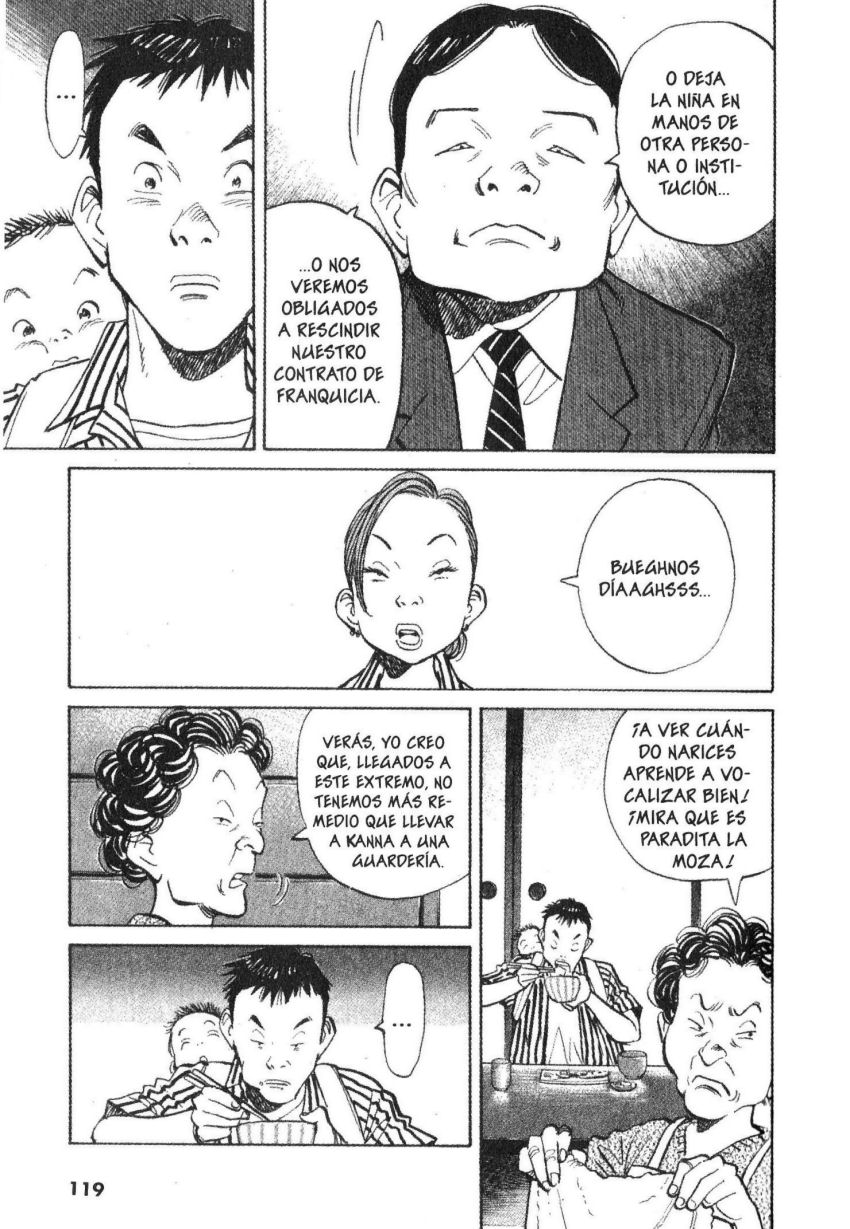 O DEJA
LA NIÑA EN
MANOS DE
OTRA PERSO-
NA O INSTI-
TUCIÓN...
...O NOS
VEREMOS
OBLIGADOS
A RESCINDIR
NUESTRO
CONTRATO DE
FRANQUICIA.
...
BUEGHNOS
DÍAAGHSSS...
¡A VER CUÁN-
DO NARICES
APRENDE A VO-
CALIZAR BIEN!
¡MIRA QUE ES
PARADITA LA
MOZA!
VERÁS, YO CREO
QUE, LLEGADOS A
ESTE EXTREMO, NO
TENEMOS MÁS RE-
MEDIO QUE LLEVAR
A KANNA A UNA
GUARDERÍA.
...
119